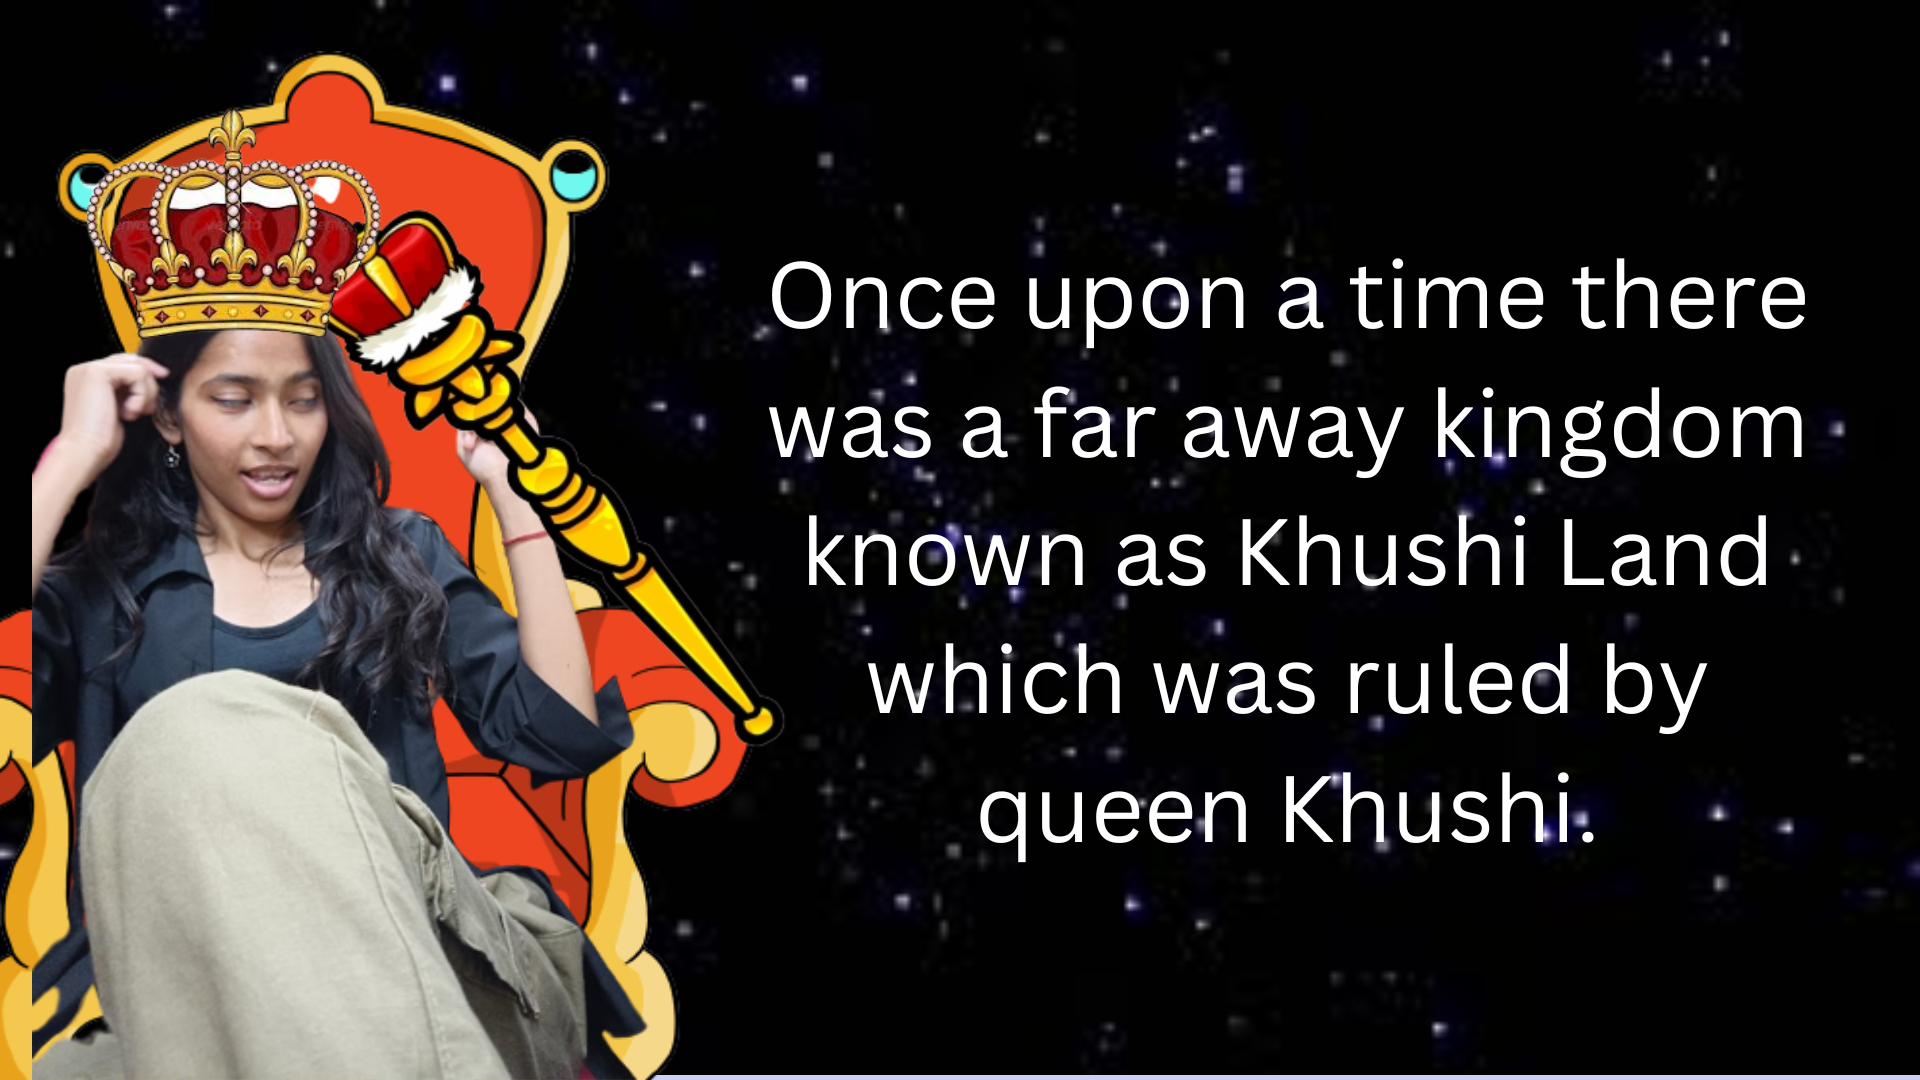 Once upon a time there
was a far away kingdom
known as Khushi Land
which was ruled by
queen Khushi.